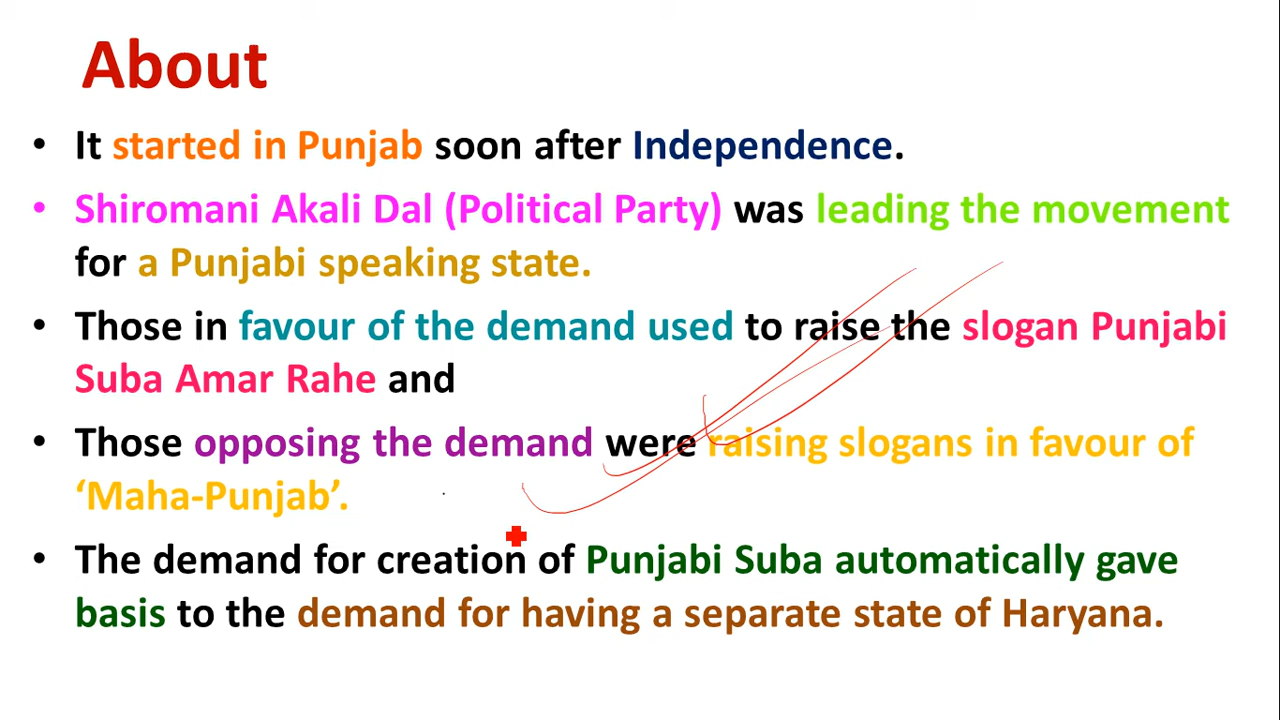 About
• It started in Punjab soon after Independence.
• Shiromani Akali Dal (Political Party) was leading the movement
for a Punjabi speaking state.
• Those in favour of the demand used to raise the slogan Punjabi
Suba Amar Rahe and
• Those opposing the demand were raising slogans in favour of
‘Maha-Punjab’.
• The demand for creation of Punjabi Suba automatically gave
basis to the demand for having a separate state of Haryana.